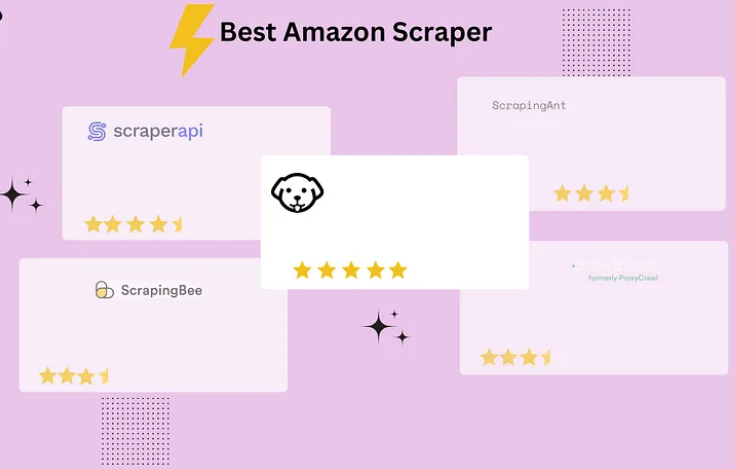 Best Amazon Scraper
scraperapi
ScrapingAnt
ScrapingBee
formerly ProxyCrawl